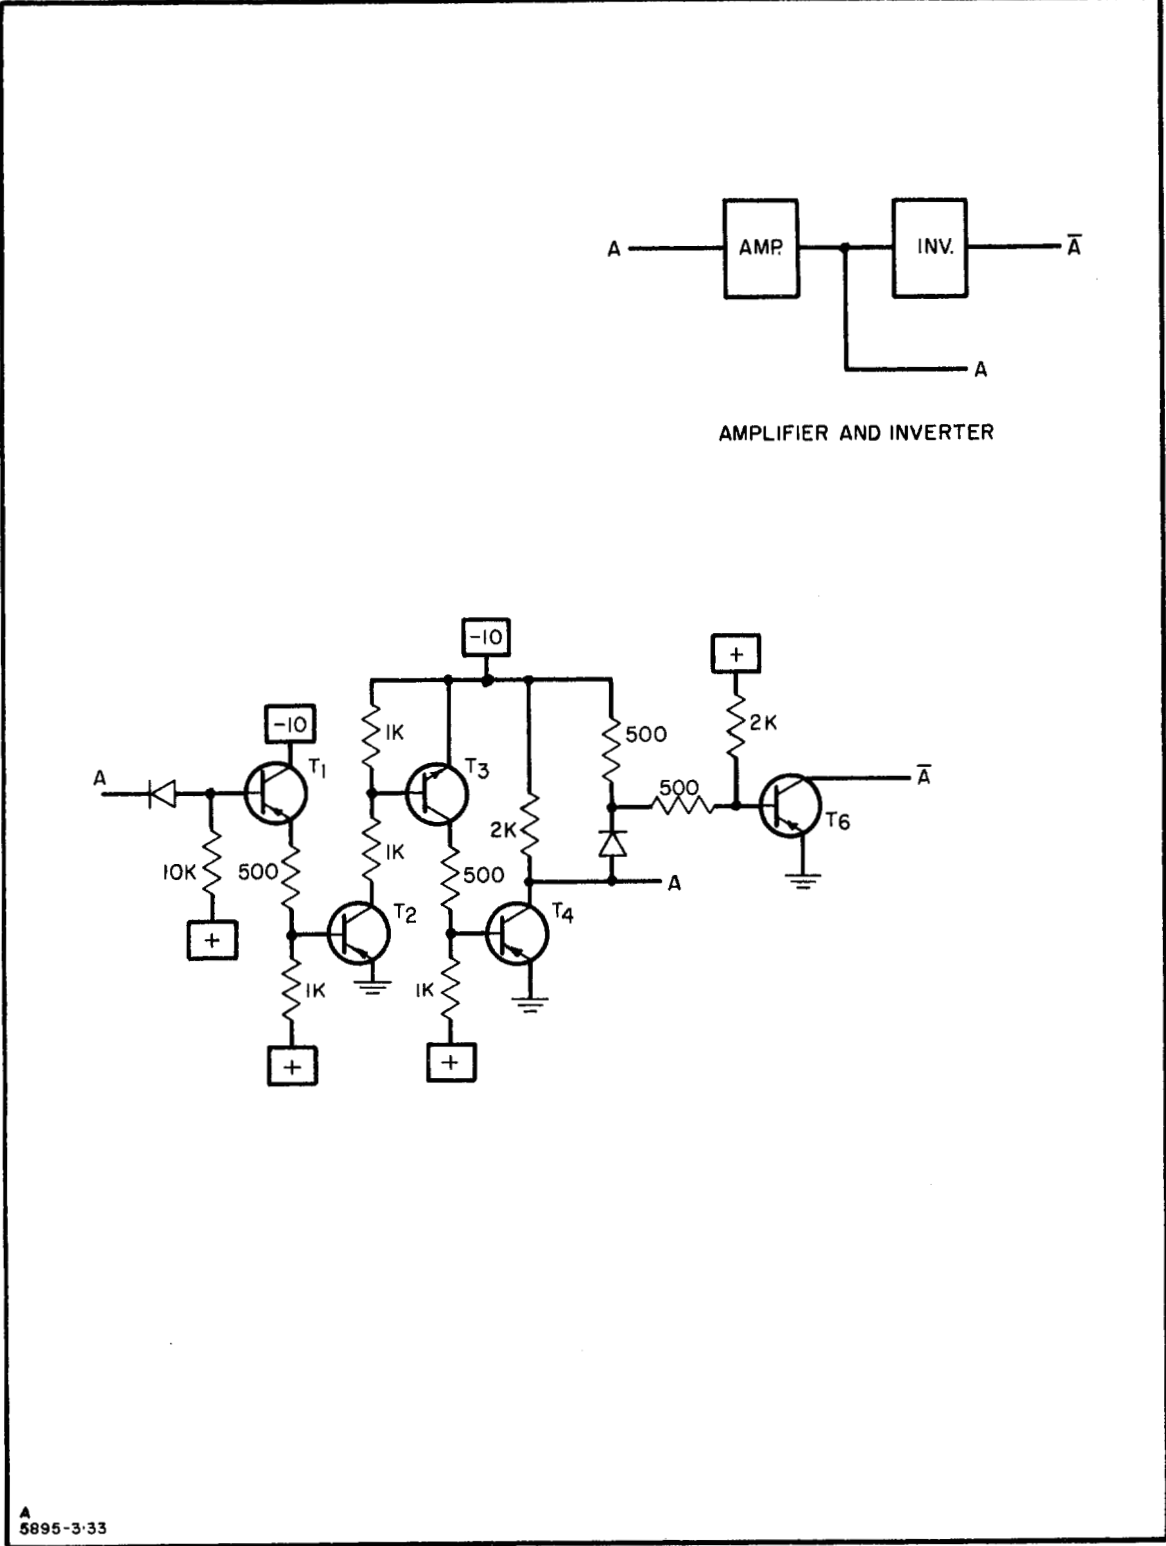 A
AMP.
INV.
A̅
A
AMPLIFIER AND INVERTER
-10
+
-10
1K
500
2K
A
T1
T3
500
A̅
T6
10K
500
1K
2K
500
A
+
T2
T4
1K
1K
+
+
A
5895-3-33